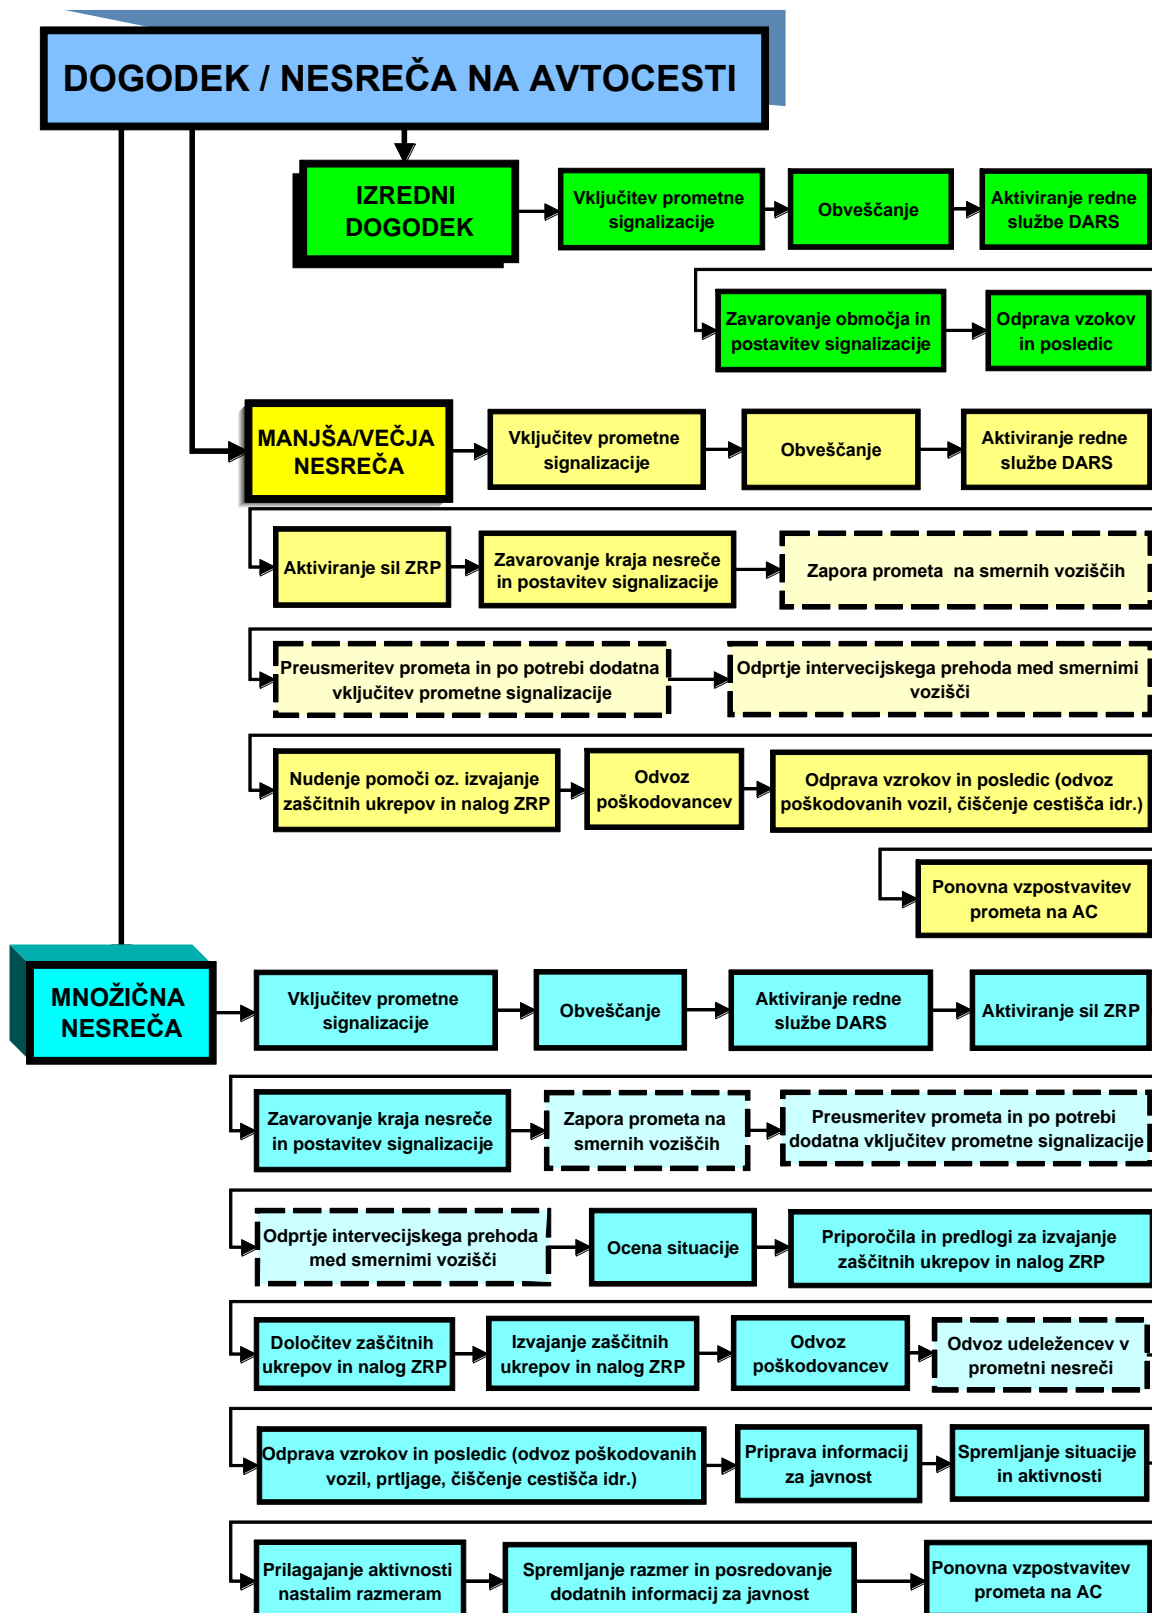 DOGODEK / NESREČA NA AVTOCESTI
IZREDNI
DOGODEK
Vključitev prometne
signalizacije
Obveščanje
Aktiviranje redne
službe DARS
Zavarovanje območja in
postavitev signalizacije
Odprava vzokov
in posledic
MANJŠA/VEČJA
NESREČA
Vključitev prometne
signalizacije
Obveščanje
Aktiviranje redne
službe DARS
Aktiviranje sil ZRP
Zavarovanje kraja nesreče
in postavitev signalizacije
Zapora prometa na smernih voziščih
Preusmeritev prometa in po potrebi dodatna
vključitev prometne signalizacije
Odprtje intervecijskega prehoda med smernimi
vozišči
Nudenje pomoči oz. izvajanje
zaščitnih ukrepov in nalog ZRP
Odvoz
poškodovancev
Odprava vzrokov in posledic (odvoz
poškodovanih vozil, čiščenje cestišča idr.)
Ponovna vzpostvavitev
prometa na AC
MNOŽIČNA
NESREČA
Vključitev prometne
signalizacije
Obveščanje
Aktiviranje redne
službe DARS
Aktiviranje sil ZRP
Zavarovanje kraja nesreče
in postavitev signalizacije
Zapora prometa na
smernih voziščih
Preusmeritev prometa in po potrebi
dodatna vključitev prometne signalizacije
Odprtje intervecijskega prehoda
med smernimi vozišči
Ocena situacije
Priporočila in predlogi za izvajanje
zaščitnih ukrepov in nalog ZRP
Določitev zaščitnih
ukrepov in nalog ZRP
Izvajanje zaščitnih
ukrepov in nalog ZRP
Odvoz
poškodovancev
Odvoz udeležencev v
prometni nesreči
Odprava vzrokov in posledic (odvoz poškodovanih
vozil, prtljage, čiščenje cestišča idr.)
Priprava informacij
za javnost
Spremljanje situacije
in aktivnosti
Prilagajanje aktivnosti
nastalim razmeram
Spremljanje razmer in posredovanje
dodatnih informacij za javnost
Ponovna vzpostvavitev
prometa na AC